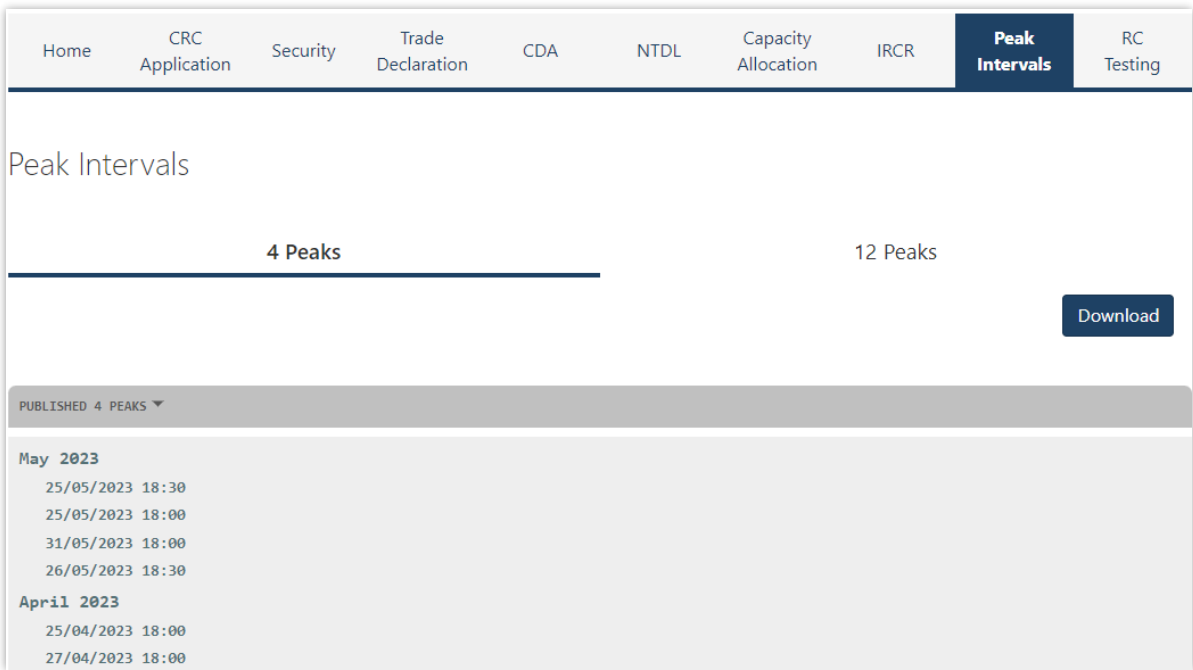 Home
CRC Application
Security
Trade Declaration
CDA
NTDL
Capacity Allocation
IRCR
Peak Intervals
RC Testing
Peak Intervals
4 Peaks
12 Peaks
Download
PUBLISHED 4 PEAKS
May 2023
25/05/2023 18:30
25/05/2023 18:00
31/05/2023 18:00
26/05/2023 18:30
April 2023
25/04/2023 18:00
27/04/2023 18:00